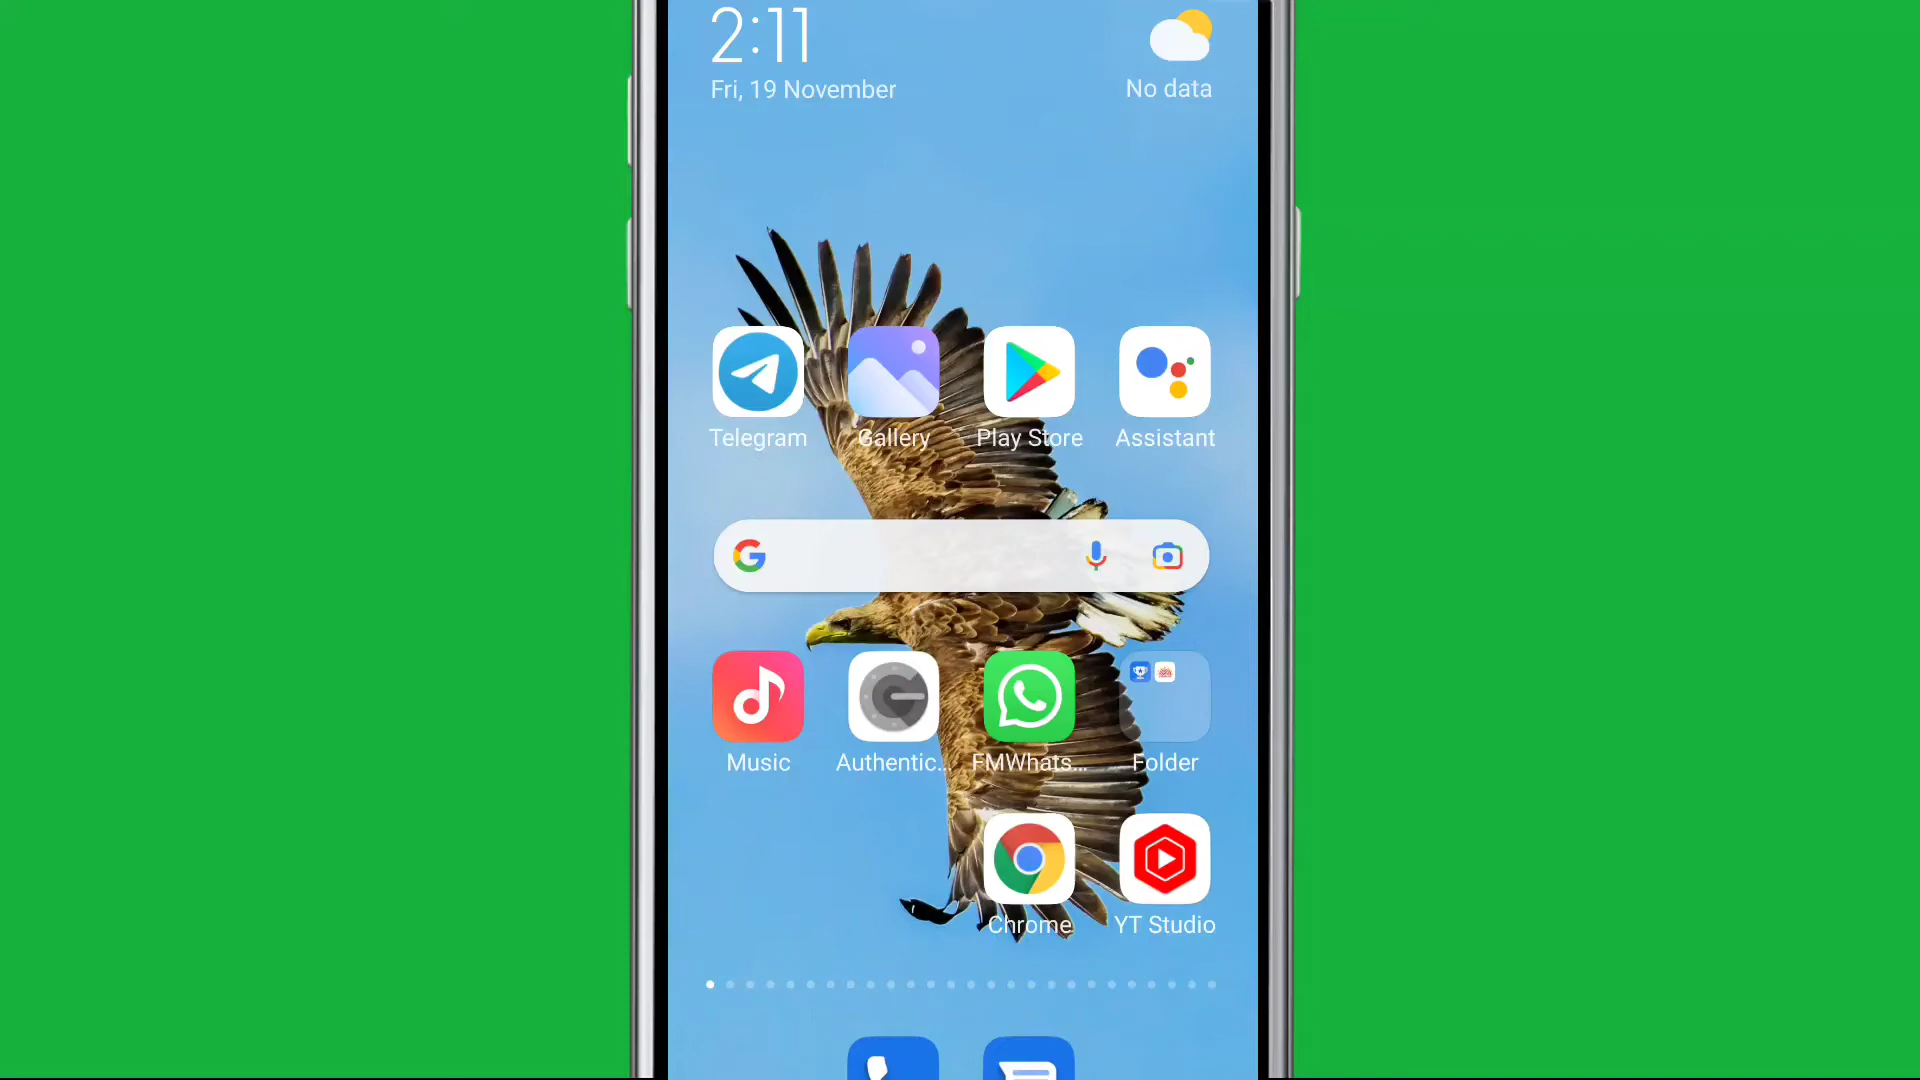 2:11
Fri, 19 November
No data
Telegram
Gallery
Play Store
Assistant
Music
Authentic...
FMWhats...
Folder
Chrome
YT Studio